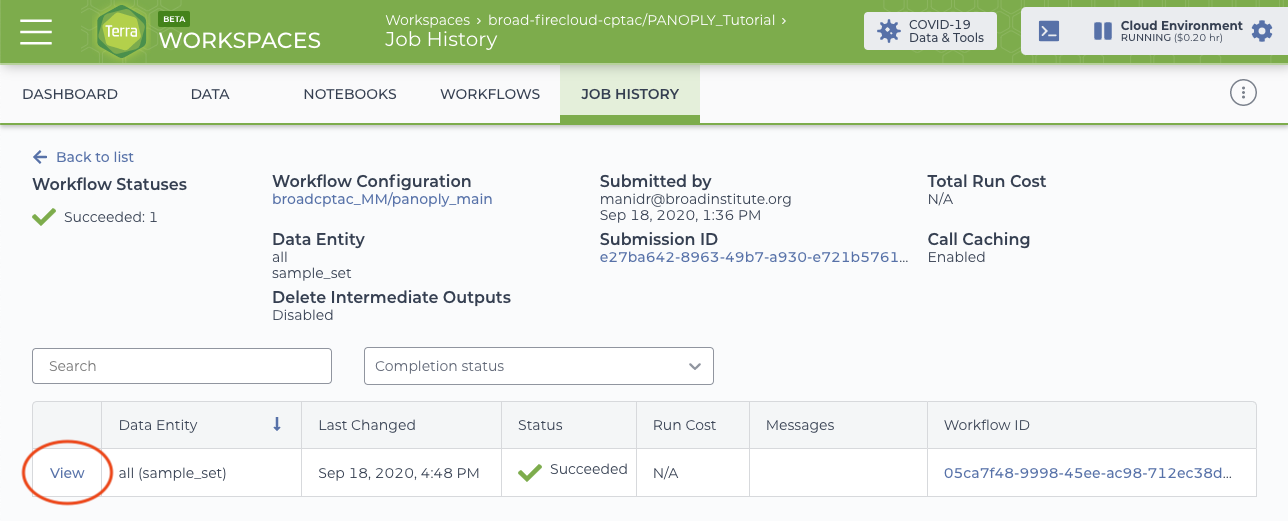 Terra
BETA
WORKSPACES
Workspaces › broad-firecloud-cptac/PANOPLY_Tutorial ›
Job History
COVID-19
Data & Tools
Cloud Environment
RUNNING ($0.20 hr)
DASHBOARD
DATA
NOTEBOOKS
WORKFLOWS
JOB HISTORY
Back to list
Workflow Statuses
Succeeded: 1
Workflow Configuration
broadcptac_MM/panoply_main
Data Entity
all
sample_set
Delete Intermediate Outputs
Disabled
Submitted by
manidr@broadinstitute.org
Sep 18, 2020, 1:36 PM
Submission ID
e27ba642-8963-49b7-a930-e721b5761...
Total Run Cost
N/A
Call Caching
Enabled
Search
Completion status
Data Entity Last Changed Status Run Cost Messages Workflow ID
View all (sample_set) Sep 18, 2020, 4:48 PM Succeeded N/A 05ca7f48-9998-45ee-ac98-712ec38d...